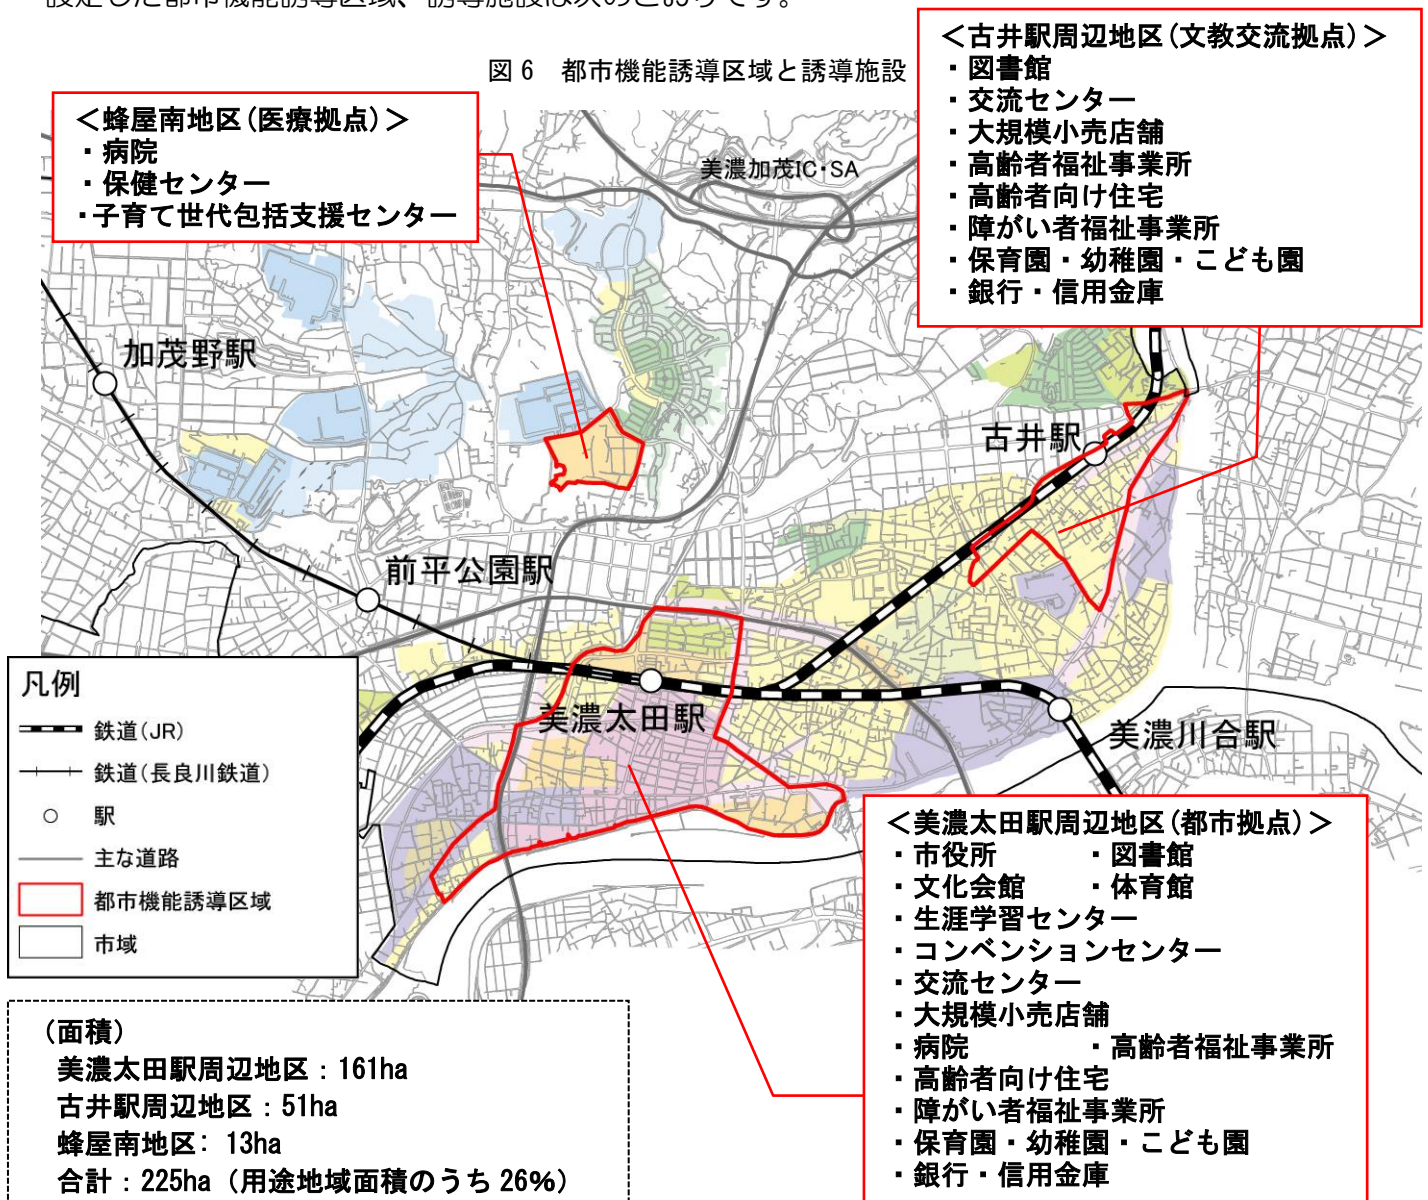 設定した都市機能誘導区域、誘導施設は次のとおりです。
図6 都市機能誘導区域と誘導施設
＜蜂屋南地区(医療拠点)＞
・病院
・保健センター
・子育て世代包括支援センター
＜古井駅周辺地区(文教交流拠点)＞
・図書館
・交流センター
・大規模小売店舗
・高齢者福祉事業所
・高齢者向け住宅
・障がい者福祉事業所
・保育園・幼稚園・こども園
・銀行・信用金庫
美濃加茂IC・SA
加茂野駅
古井駅
前平公園駅
美濃太田駅
美濃川合駅
凡例
鉄道(JR)
鉄道(長良川鉄道)
駅
主な道路
都市機能誘導区域
市域
＜美濃太田駅周辺地区(都市拠点)＞
・市役所 ・図書館
・文化会館 ・体育館
・生涯学習センター
・コンベンションセンター
・交流センター
・大規模小売店舗
・病院 ・高齢者福祉事業所
・高齢者向け住宅
・障がい者福祉事業所
・保育園・幼稚園・こども園
・銀行・信用金庫
(面積)
美濃太田駅周辺地区：161ha
古井駅周辺地区：51ha
蜂屋南地区：13ha
合計：225ha（用途地域面積のうち26%）